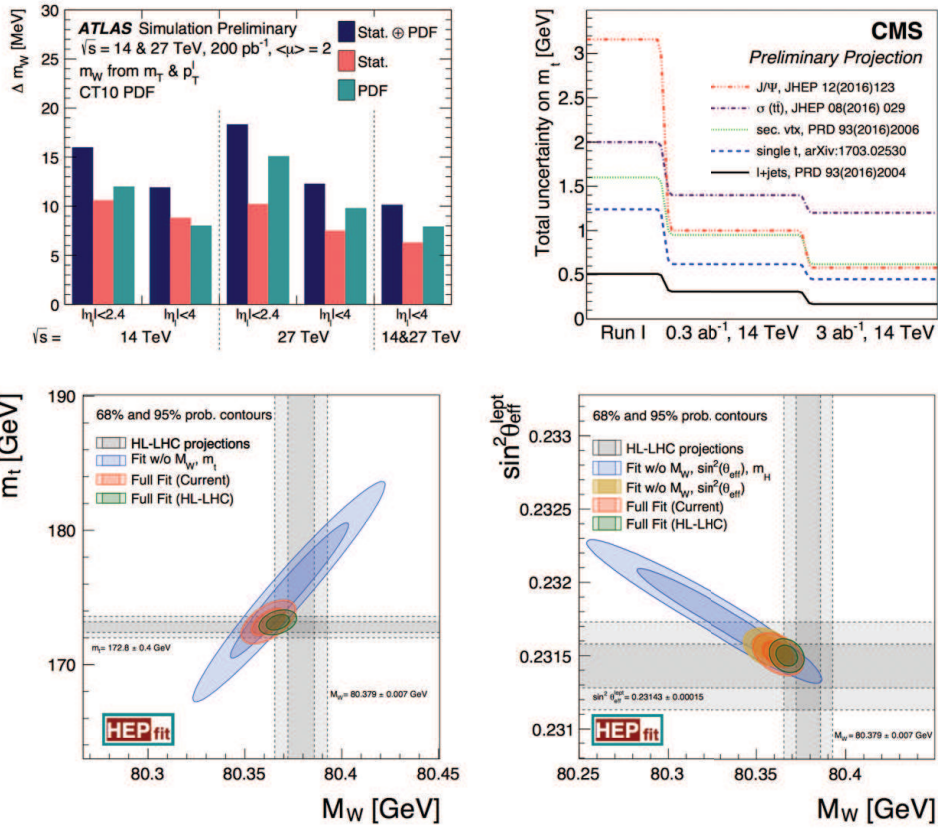 Δ m_W [MeV]
ATLAS Simulation Preliminary
√s = 14 & 27 TeV, 200 pb⁻¹, <μ> = 2
m_W from m_T & p_T^l
CT10 PDF
Stat. ⊕ PDF
Stat.
PDF
30
25
20
15
10
5
0
|η_l|<2.4 |η_l|<4 |η_l|<2.4 |η_l|<4 |η_l|<4
√s = 14 TeV 27 TeV 14&27 TeV
Total uncertainty on m_t [GeV]
CMS
Preliminary Projection
J/Ψ, JHEP 12(2016)123
σ (tt̄), JHEP 08(2016) 029
sec. vtx, PRD 93(2016)2006
single t, arXiv:1703.02530
l+jets, PRD 93(2016)2004
3
2.5
2
1.5
1
0.5
0
Run I 0.3 ab⁻¹, 14 TeV 3 ab⁻¹, 14 TeV
m_t [GeV]
190
180
170
68% and 95% prob. contours
HL-LHC projections
Fit w/o M_W, m_t
Full Fit (Current)
Full Fit (HL-LHC)
m_t= 172.8 ± 0.4 GeV
M_W= 80.379 ± 0.007 GeV
HEPfit
80.3 80.35 80.4 80.45
M_W [GeV]
sin²θ_eff^lept
0.233
0.2325
0.232
0.2315
0.231
68% and 95% prob. contours
HL-LHC projections
Fit w/o M_W, sin²(θ_eff), m_H
Fit w/o M_W, sin²(θ_eff)
Full Fit (Current)
Full Fit (HL-LHC)
sin² θ_eff^lept = 0.23143 ± 0.00015
M_W= 80.379 ± 0.007 GeV
HEPfit
80.25 80.3 80.35 80.4
M_W [GeV]